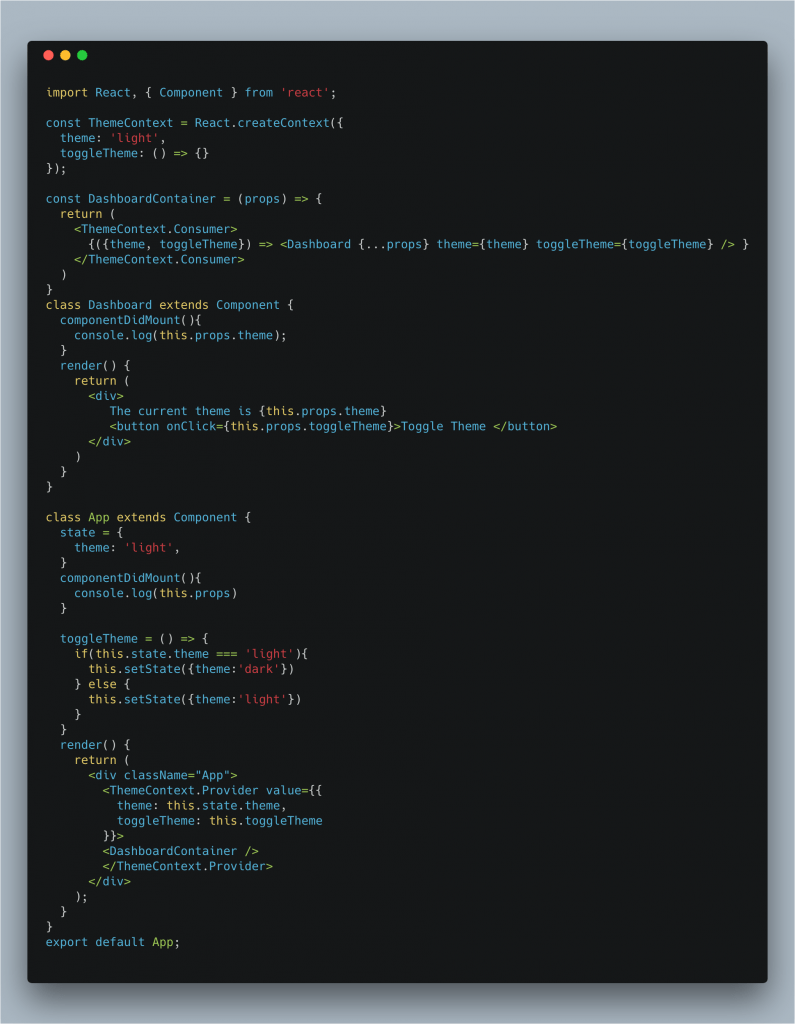 import React, { Component } from 'react';

const ThemeContext = React.createContext({
  theme: 'light',
  toggleTheme: () => {}
});

const DashboardContainer = (props) => {
  return (
    <ThemeContext.Consumer>
      {({theme, toggleTheme}) => <Dashboard {...props} theme={theme} toggleTheme={toggleTheme} /> }
    </ThemeContext.Consumer>
  )
}
class Dashboard extends Component {
  componentDidMount(){
    console.log(this.props.theme);
  }
  render() {
    return (
      <div>
         The current theme is {this.props.theme}
         <button onClick={this.props.toggleTheme}>Toggle Theme </button>
      </div>
    )
  }
}

class App extends Component {
  state = {
    theme: 'light',
  }
  componentDidMount(){
    console.log(this.props)
  }

  toggleTheme = () => {
    if(this.state.theme === 'light'){
      this.setState({theme:'dark'})
    } else {
      this.setState({theme:'light'})
    }
  }
  render() {
    return (
      <div className="App">
        <ThemeContext.Provider value={{
          theme: this.state.theme,
          toggleTheme: this.toggleTheme
        }}>
        <DashboardContainer />
        </ThemeContext.Provider>
      </div>
    );
  }
}
export default App;